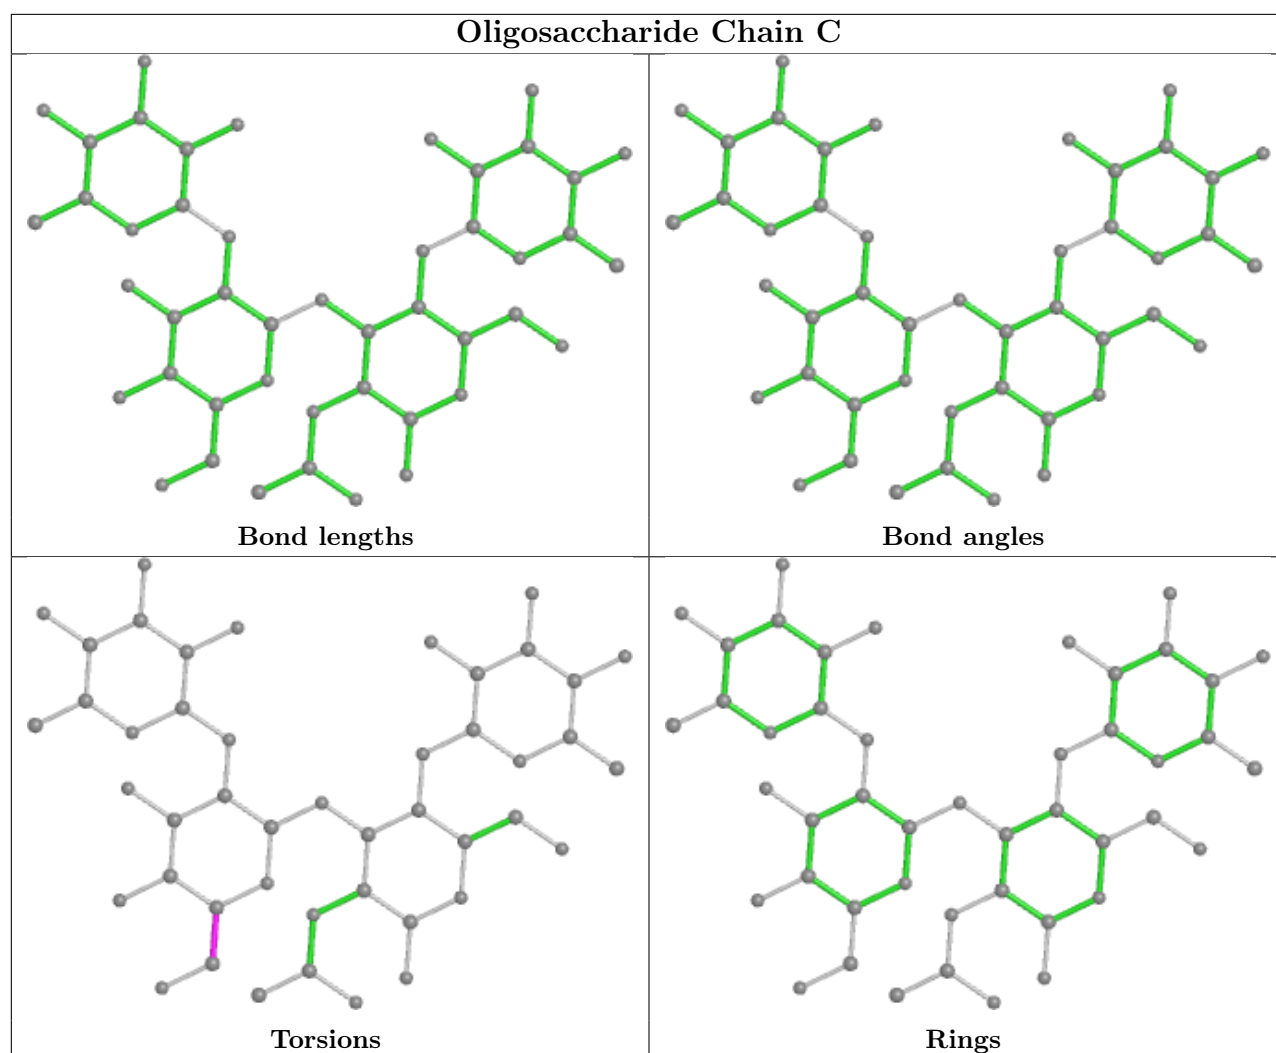 Oligosaccharide Chain C
Bond lengths
Bond angles
Torsions
Rings